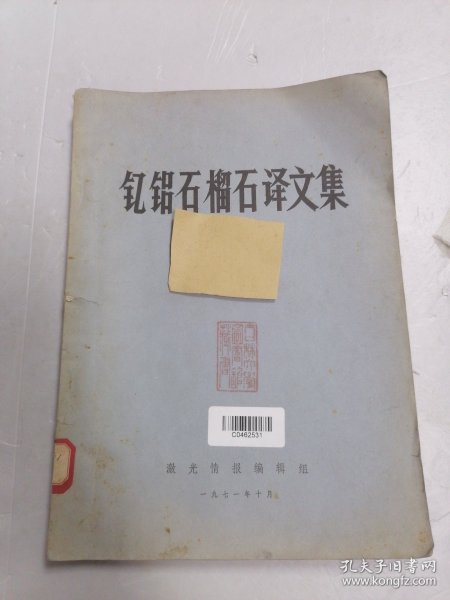 钇铝石榴石译文集
C0462531
激光情报编辑组
一九七一年十月
孔夫子旧书网
www.kongfz.com